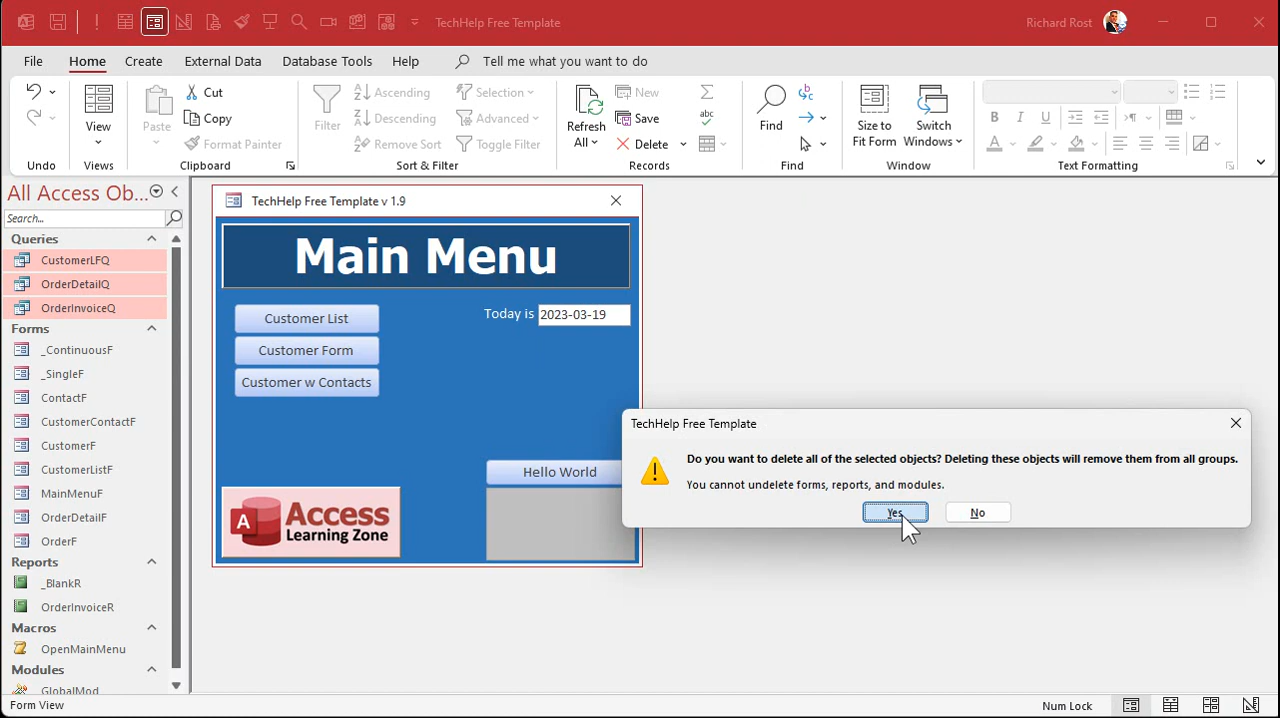 TechHelp Free Template
Richard Rost
File
Home
Create
External Data
Database Tools
Help
Tell me what you want to do
Undo
View
Views
Paste
Cut
Copy
Format Painter
Clipboard
Filter
Ascending
Descending
Remove Sort
Selection
Advanced
Toggle Filter
Sort & Filter
Refresh
All
New
Save
Delete
Records
abc
Find
Find
Size to
Fit Form
Switch
Windows
Window
B I U
A
Text Formatting
All Access Ob...
Search...
Queries
CustomerLFQ
OrderDetailQ
OrderInvoiceQ
Forms
_ContinuousF
_SingleF
ContactF
CustomerContactF
CustomerF
CustomerListF
MainMenuF
OrderDetailF
OrderF
Reports
_BlankR
OrderInvoiceR
Macros
OpenMainMenu
Modules
GlobalMod
TechHelp Free Template v 1.9
Main Menu
Customer List
Customer Form
Customer w Contacts
Today is 2023-03-19
Hello World
A Access
Learning Zone
TechHelp Free Template
Do you want to delete all of the selected objects? Deleting these objects will remove them from all groups.
You cannot undelete forms, reports, and modules.
Yes
No
Form View
Num Lock